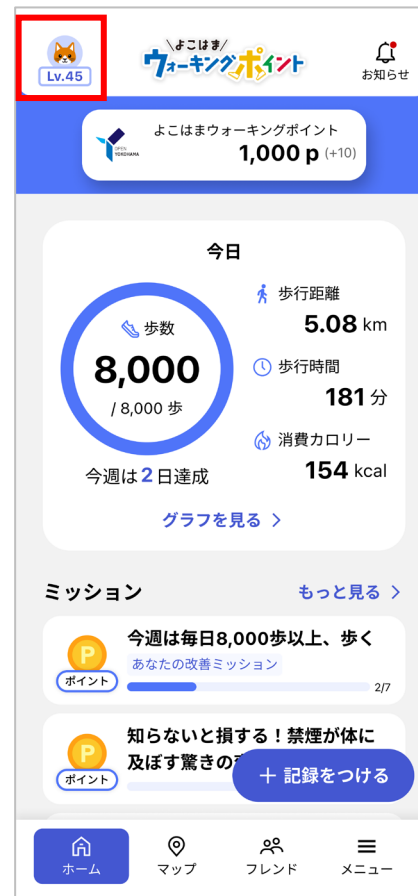 よこはま
ウォーキングポイント
Lv.45
お知らせ
OPEN
YOKOHAMA
よこはまウォーキングポイント
1,000 p (+10)
今日
歩数
8,000
/ 8,000 歩
今週は2日達成
歩行距離
5.08 km
歩行時間
181 分
消費カロリー
154 kcal
グラフを見る
ミッション
もっと見る
P
ポイント
今週は毎日8,000歩以上、歩く
あなたの改善ミッション
2/7
P
ポイント
知らないと損する！禁煙が体に
及ぼす驚きの
+ 記録をつける
ホーム
マップ
フレンド
メニュー